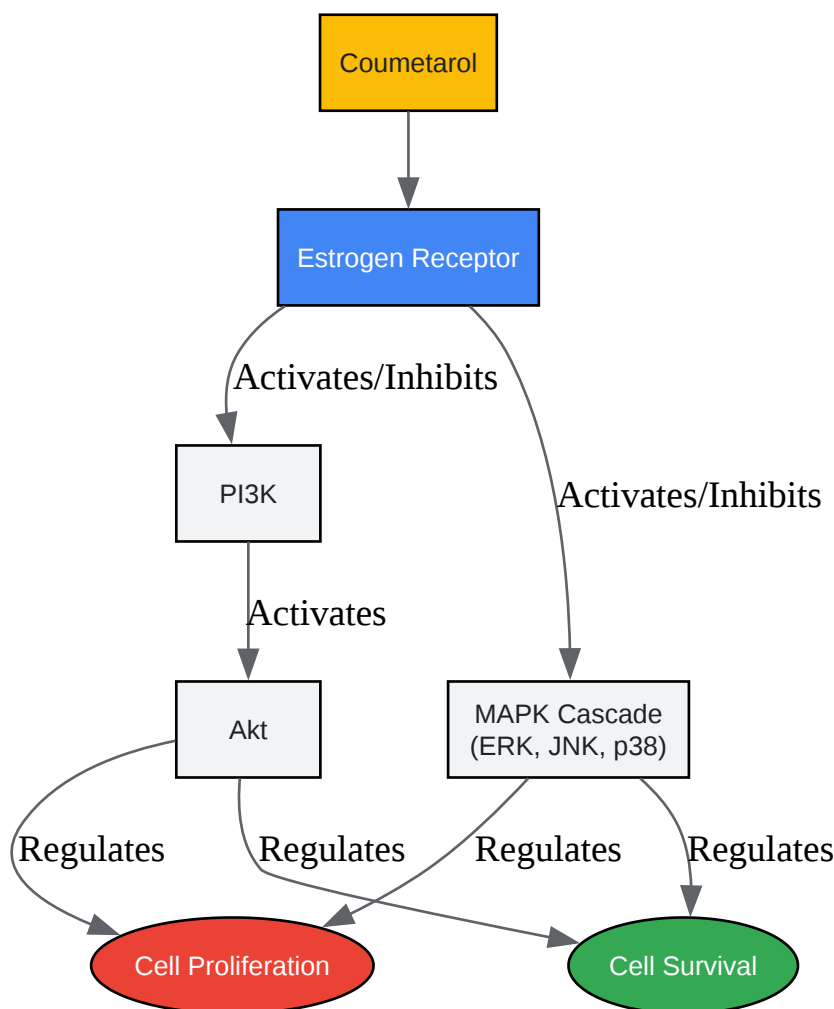 Coumetarol
Estrogen Receptor
Activates/Inhibits
PI3K
Activates/Inhibits
Activates
Akt
MAPK Cascade
(ERK, JNK, p38)
Regulates
Regulates
Regulates
Regulates
Cell Proliferation
Cell Survival